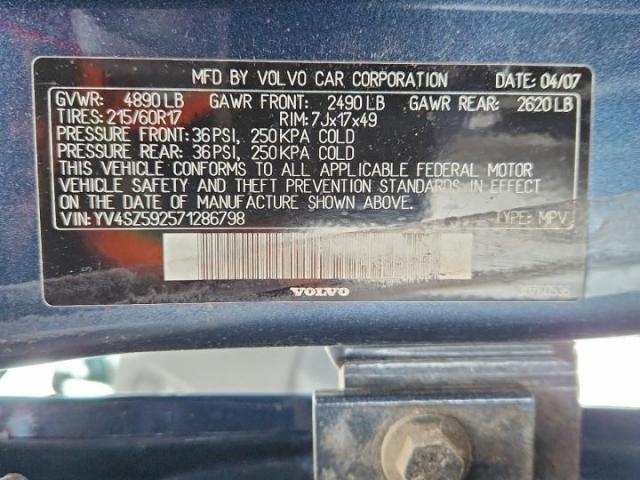 MFD BY VOLVO CAR CORPORATION DATE: 04/07
GVWR: 4890 LB GAWR FRONT: 2490 LB GAWR REAR: 2620 LB
TIRES: 215/60R17 RIM: 7Jx17x49
PRESSURE FRONT: 36 PSI, 250 KPA COLD
PRESSURE REAR: 36 PSI, 250 KPA COLD
THIS VEHICLE CONFORMS TO ALL APPLICABLE FEDERAL MOTOR
VEHICLE SAFETY AND THEFT PREVENTION STANDARDS IN EFFECT
ON THE DATE OF MANUFACTURE SHOWN ABOVE.
VIN: YV4SZ592571286798 TYPE: MPV
VOLVO